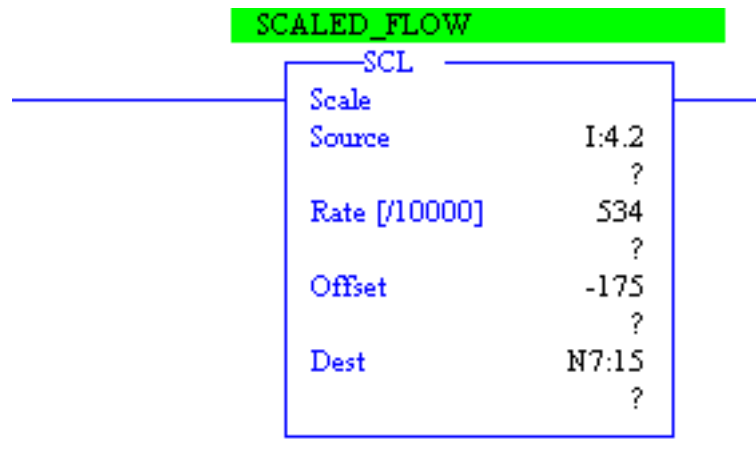 SCALED_FLOW
SCL
Scale
Source I:4.2
?
Rate [/10000] 534
?
Offset -175
?
Dest N7:15
?